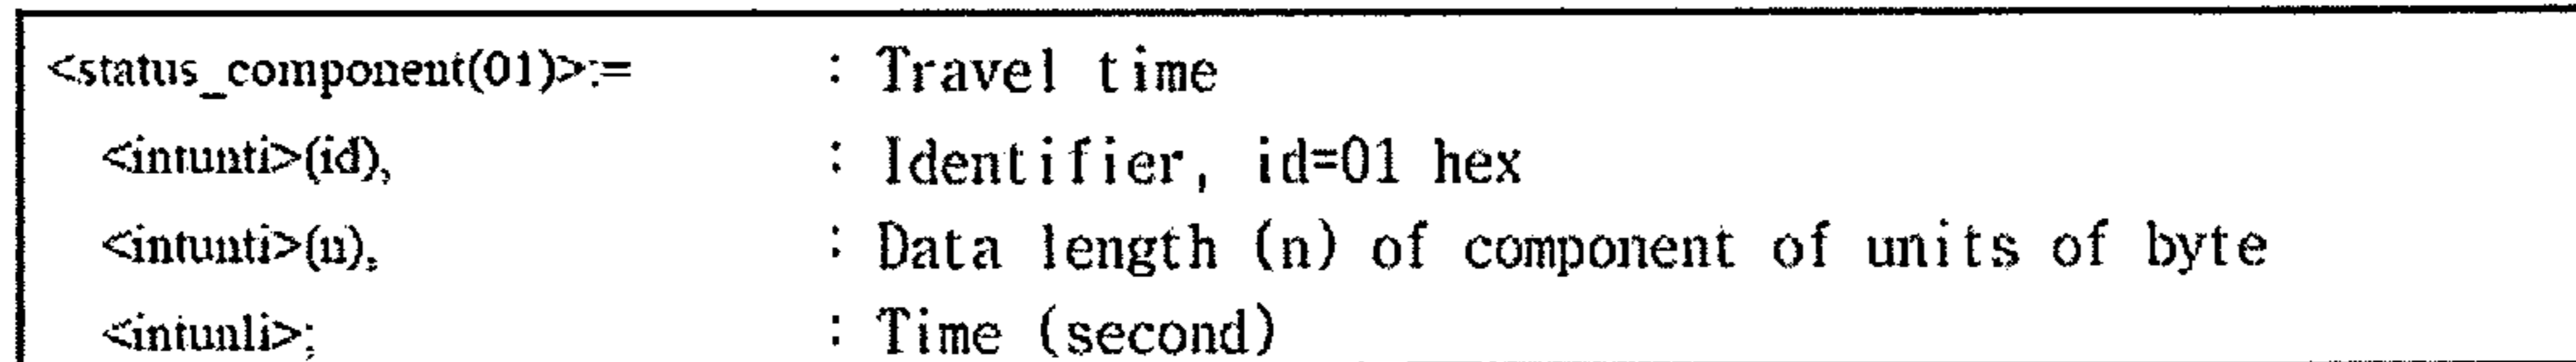 <status_component(01)>:= : Travel time
<intunti>(id), : Identifier, id=01 hex
<intunti>(n), : Data length (n) of component of units of byte
<intunli>; : Time (second)